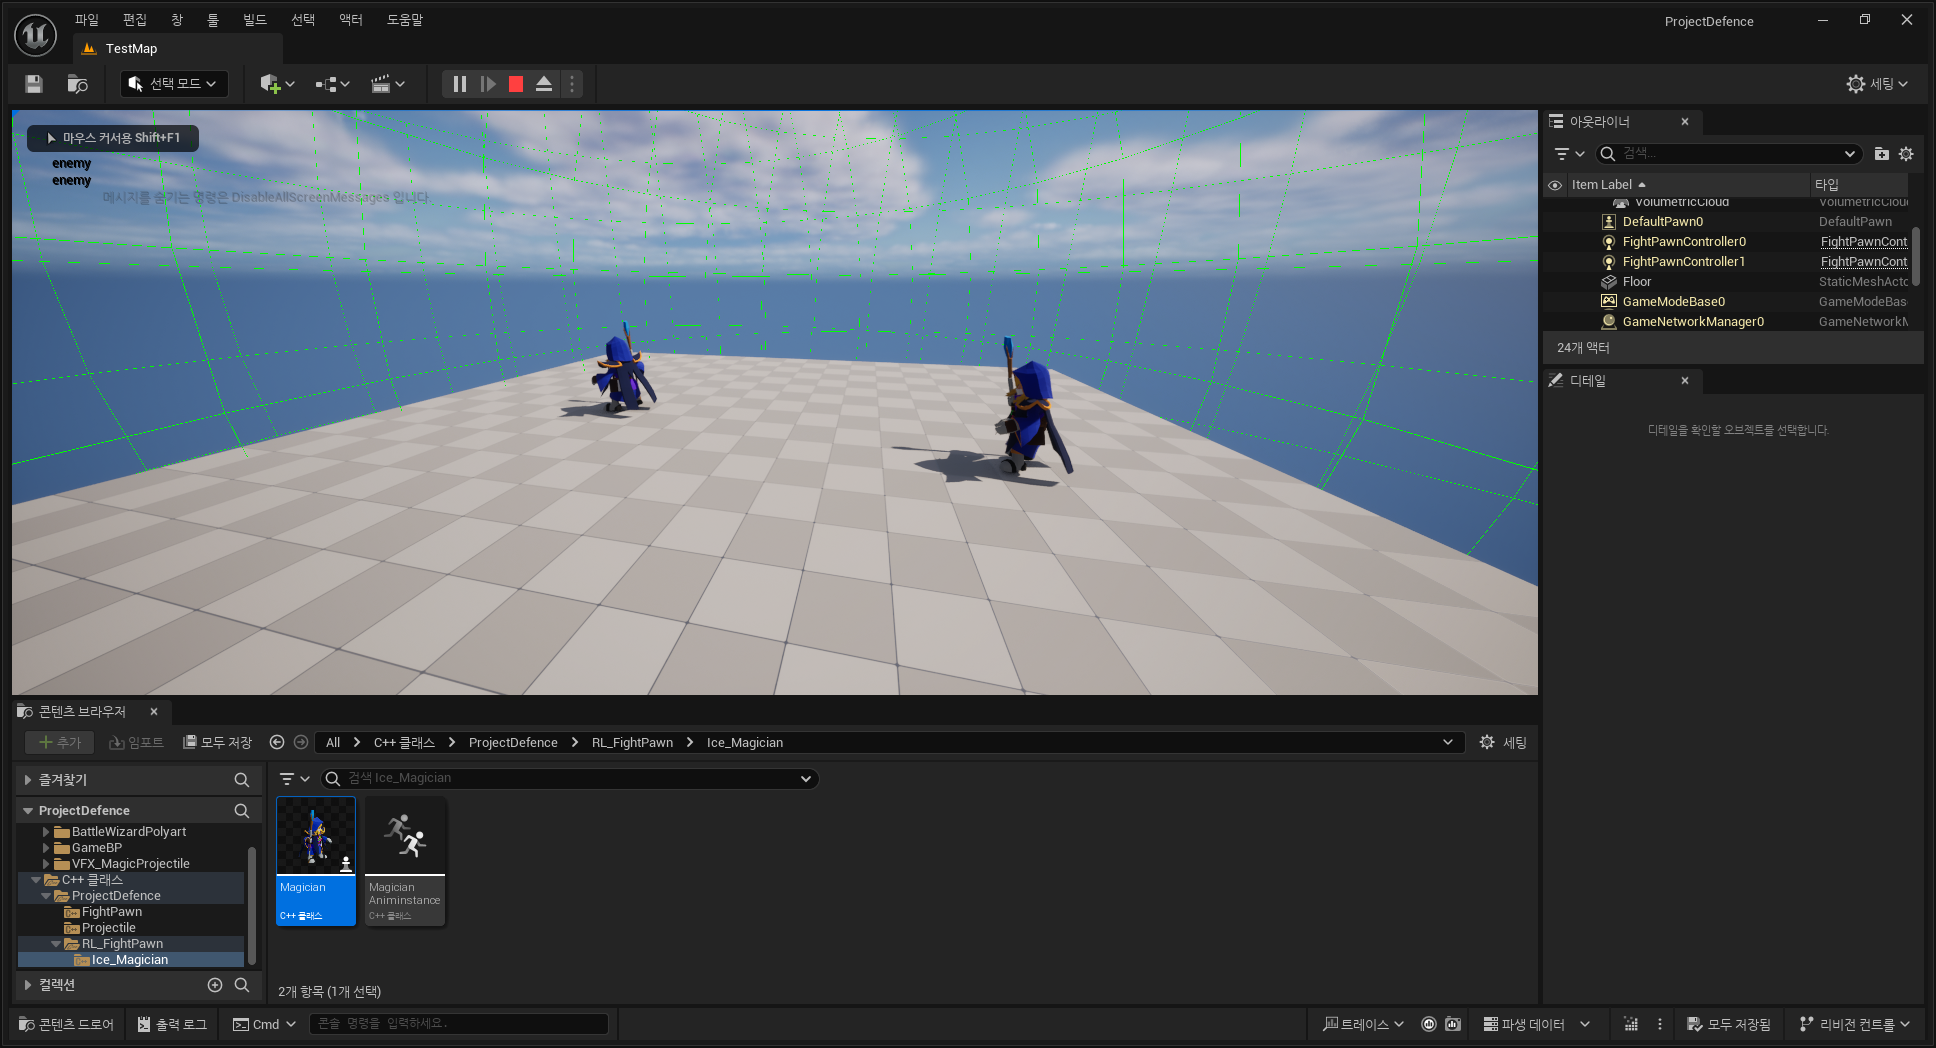 파일 편집 창 툴 빌드 선택 액터 도움말
ProjectDefence
TestMap
선택 모드
세팅
마우스 커서용 Shift+F1
enemy
enemy
메시지를 숨기는 명령은 DisableAllScreenMessages 입니다.
아웃라이너
검색...
Item Label 타입
VolumetricCloud VolumetricClou
DefaultPawn0 DefaultPawn
FightPawnController0 FightPawnCont
FightPawnController1 FightPawnCont
Floor StaticMeshActo
GameModeBase0 GameModeBas
GameNetworkManager0 GameNetworkM
24개 액터
디테일
디테일을 확인할 오브젝트를 선택합니다.
콘텐츠 브라우저
추가 임포트 모두 저장 All C++ 클래스 ProjectDefence RL_FightPawn Ice_Magician 세팅
즐겨찾기
검색 Ice_Magician
ProjectDefence
BattleWizardPolyart
GameBP
VFX_MagicProjectile
C++ 클래스
ProjectDefence
FightPawn
Projectile
RL_FightPawn
Ice_Magician
컬렉션
Magician
C++ 클래스
Magician
Animinstance
C++ 클래스
2개 항목 (1개 선택)
콘텐츠 드로어 출력 로그 Cmd 콘솔 명령을 입력하세요. 트레이스 파생 데이터 모두 저장됨 리비전 컨트롤